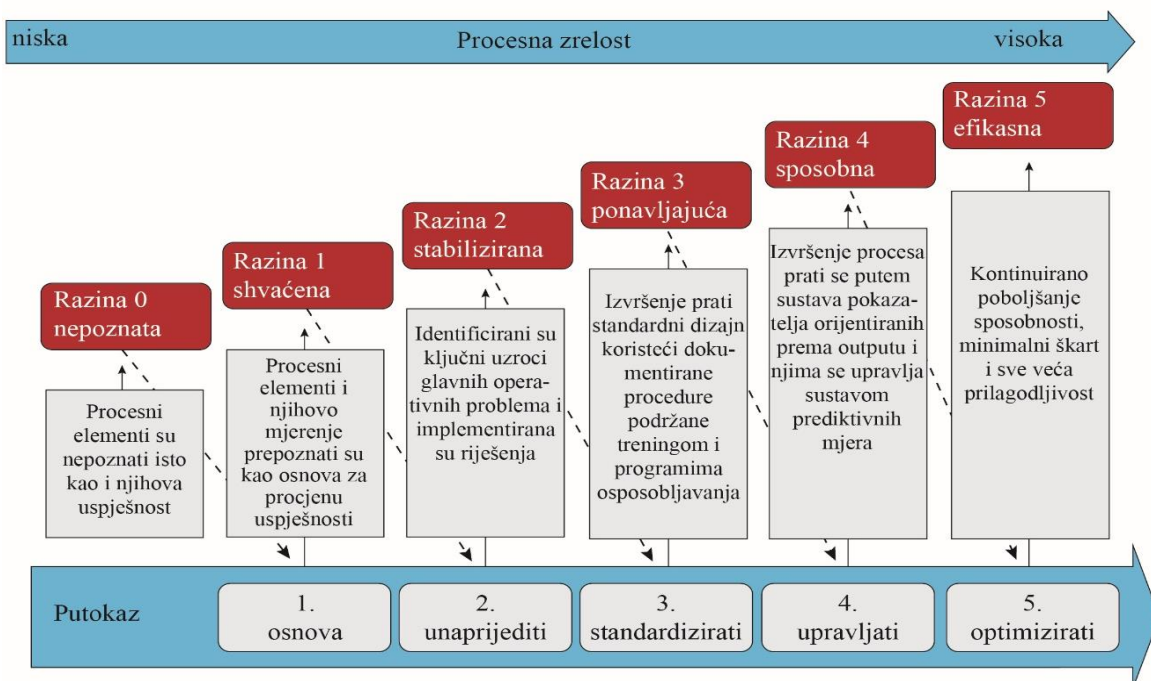 niska
Procesna zrelost
visoka
Razina 0
nepoznata
Procesni
elementi su
nepoznati isto
kao i njihova
uspješnost
Razina 1
shvaćena
Procesni
elementi i
njihovo
mjerenje
prepoznati su
kao osnova za
procjenu
uspješnosti
Razina 2
stabilizirana
Identificirani su
ključni uzroci
glavnih opera-
tivnih problema i
implementirana
su riješenja
Razina 3
ponavljajuća
Izvršenje prati
standardni dizajn
koristeći doku-
mentirane
procedure
podržane
treningom i
programima
osposobljavanja
Razina 4
sposobna
Izvršenje procesa
prati se putem
sustava pokaza-
telja orijentiranih
prema outputu i
njima se upravlja
sustavom
prediktivnih
mjera
Razina 5
efikasna
Kontinuirano
poboljšanje
sposobnosti,
minimalni škart
i sve veća
prilagodljivost
Putokaz
1.
osnova
2.
unaprijediti
3.
standardizirati
4.
upravljati
5.
optimizirati